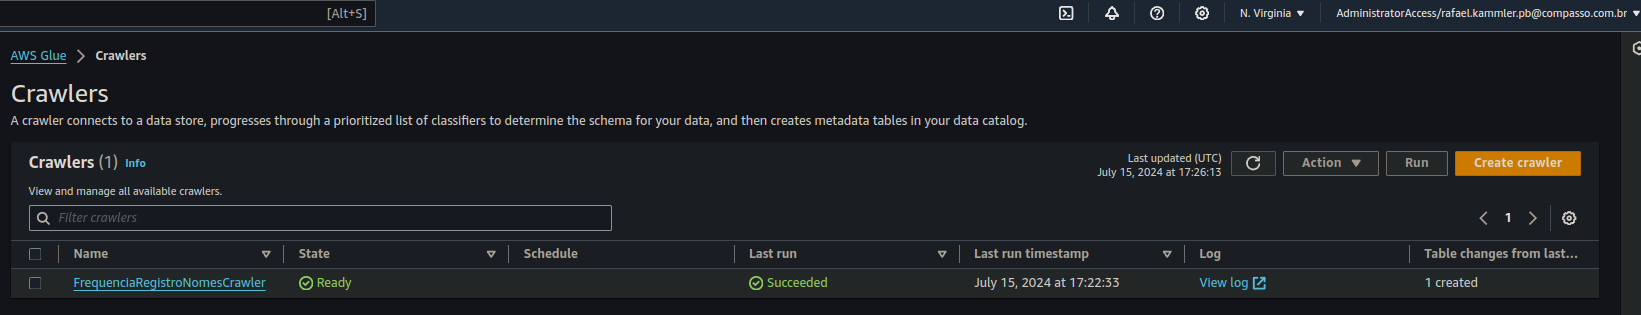 [Alt+S]
N. Virginia
AdministratorAccess/rafael.kammler.pb@compasso.com.br
AWS Glue
Crawlers
Crawlers
A crawler connects to a data store, progresses through a prioritized list of classifiers to determine the schema for your data, and then creates metadata tables in your data catalog.
Crawlers (1) Info
Last updated (UTC)
July 15, 2024 at 17:26:13
Action
Run
Create crawler
View and manage all available crawlers.
Filter crawlers
1
Name State Schedule Last run Last run timestamp Log Table changes from last...
FrequenciaRegistroNomesCrawler Ready Succeeded July 15, 2024 at 17:22:33 View log 1 created